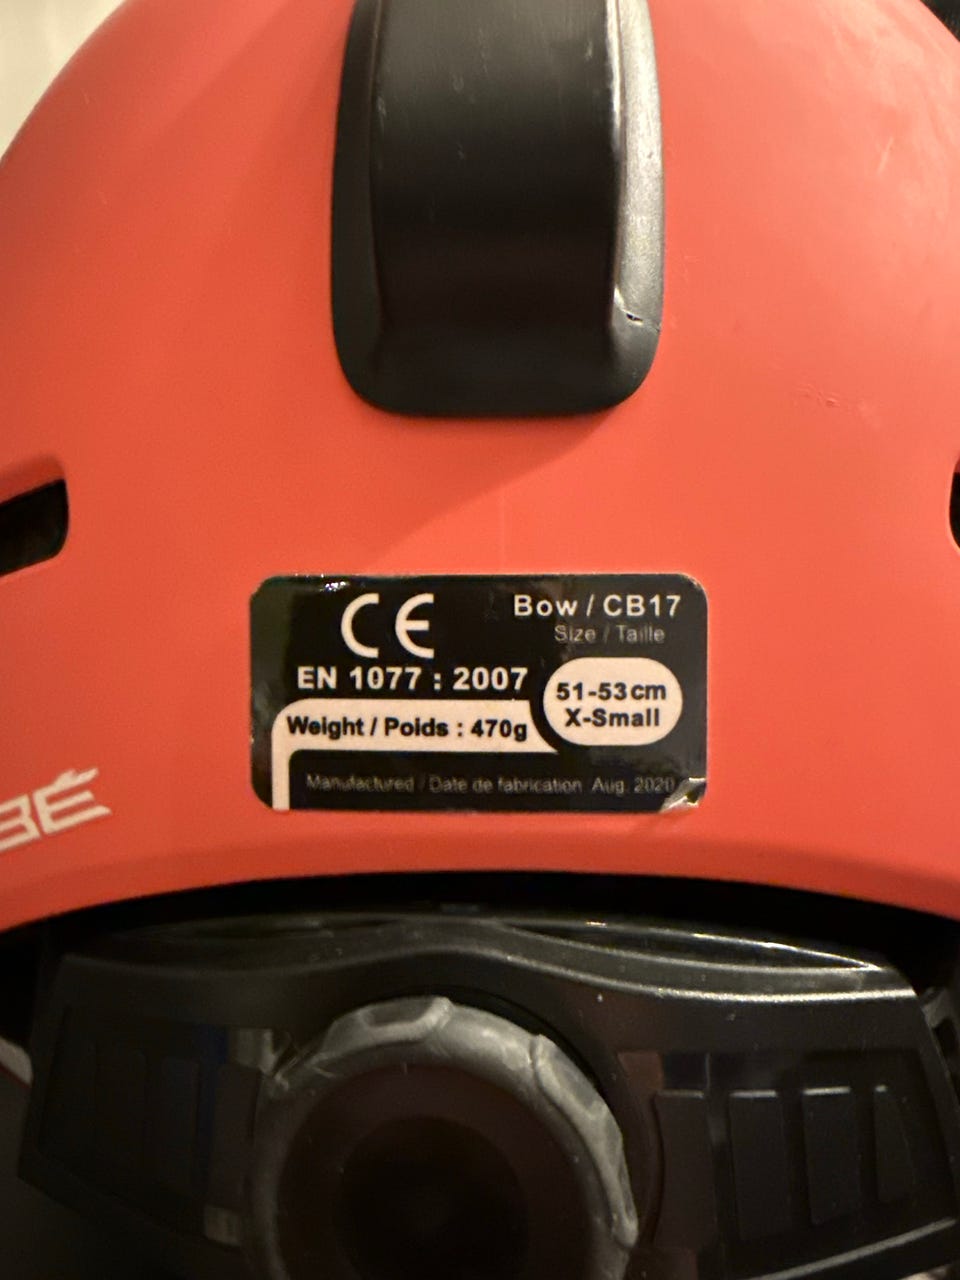 CE
Bow / CB17
Size / Taille
EN 1077 : 2007
51-53cm
X-Small
Weight / Poids : 470g
Manufactured / Date de fabrication Aug. 2020
BÉ